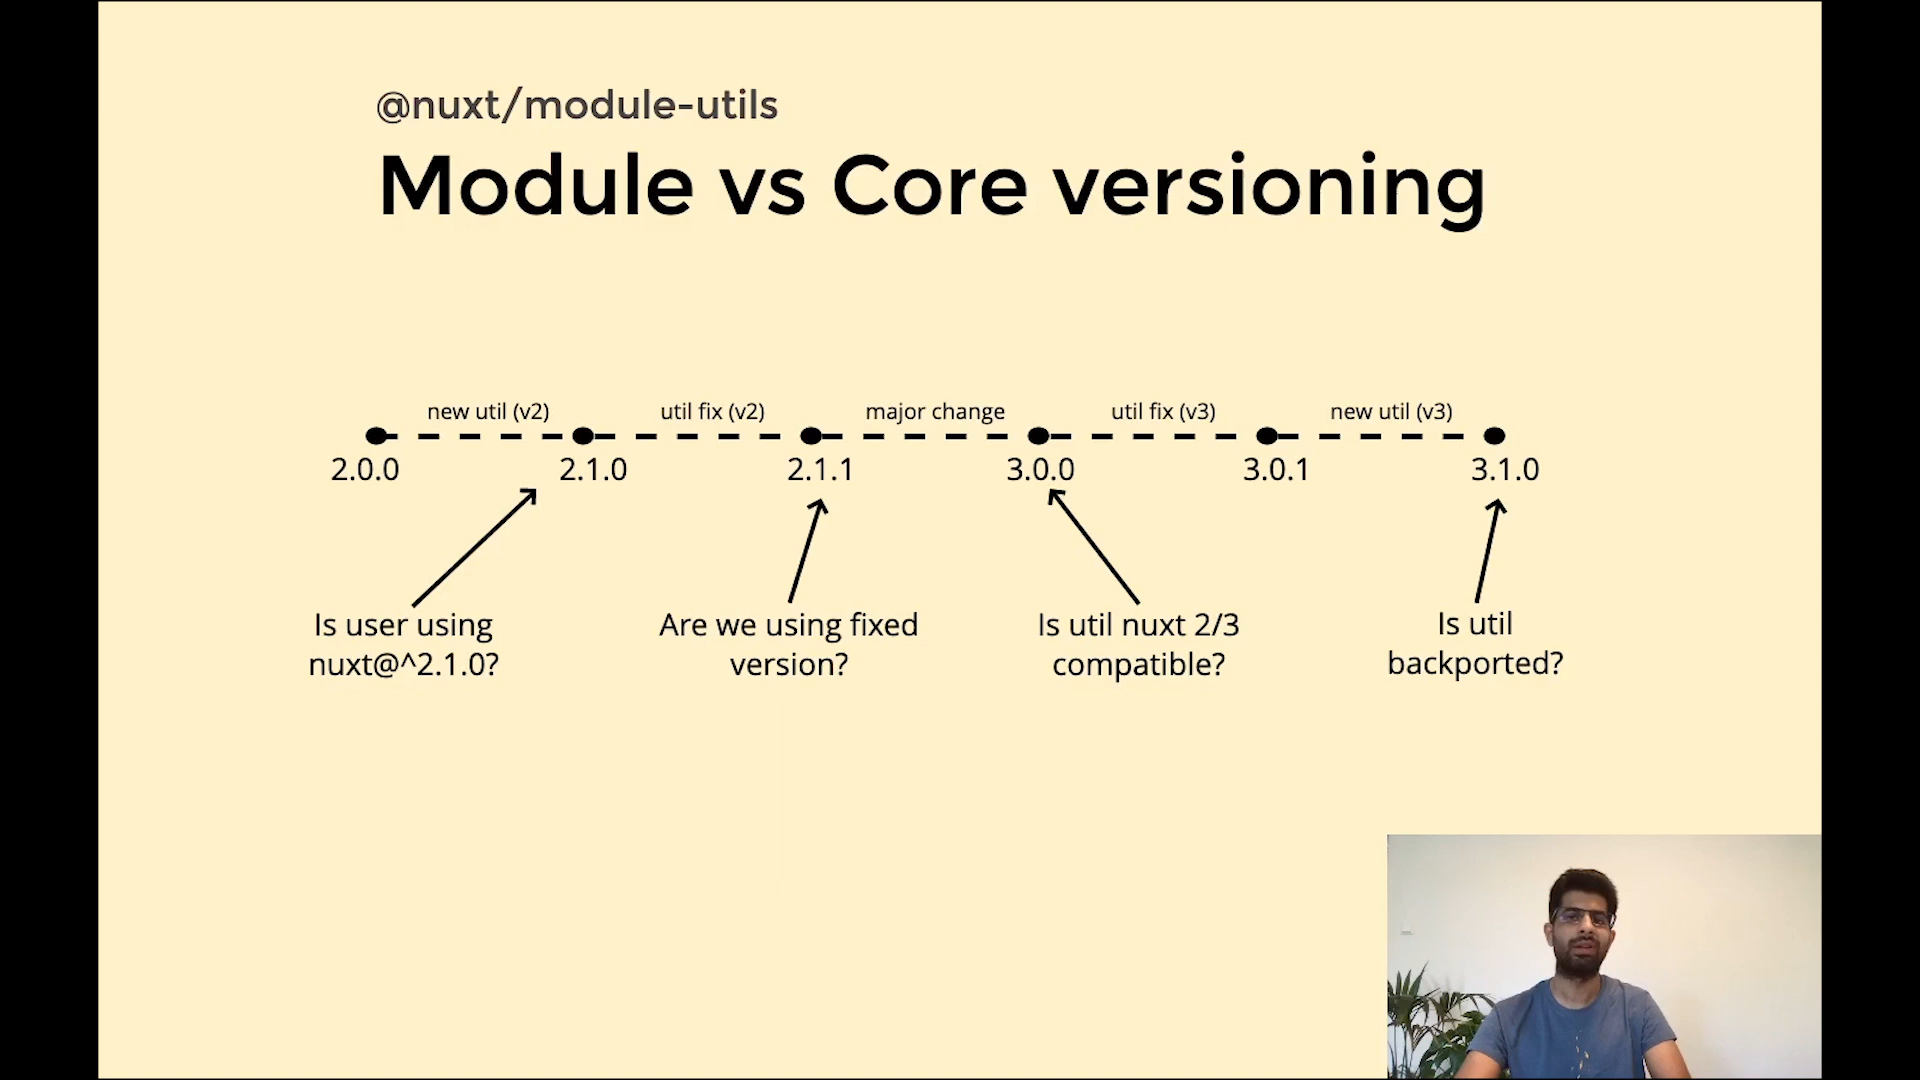 @nuxt/module-utils
Module vs Core versioning
new util (v2)
util fix (v2)
major change
util fix (v3)
new util (v3)
2.0.0
2.1.0
2.1.1
3.0.0
3.0.1
3.1.0
Is user using
nuxt@^2.1.0?
Are we using fixed
version?
Is util nuxt 2/3
compatible?
Is util
backported?